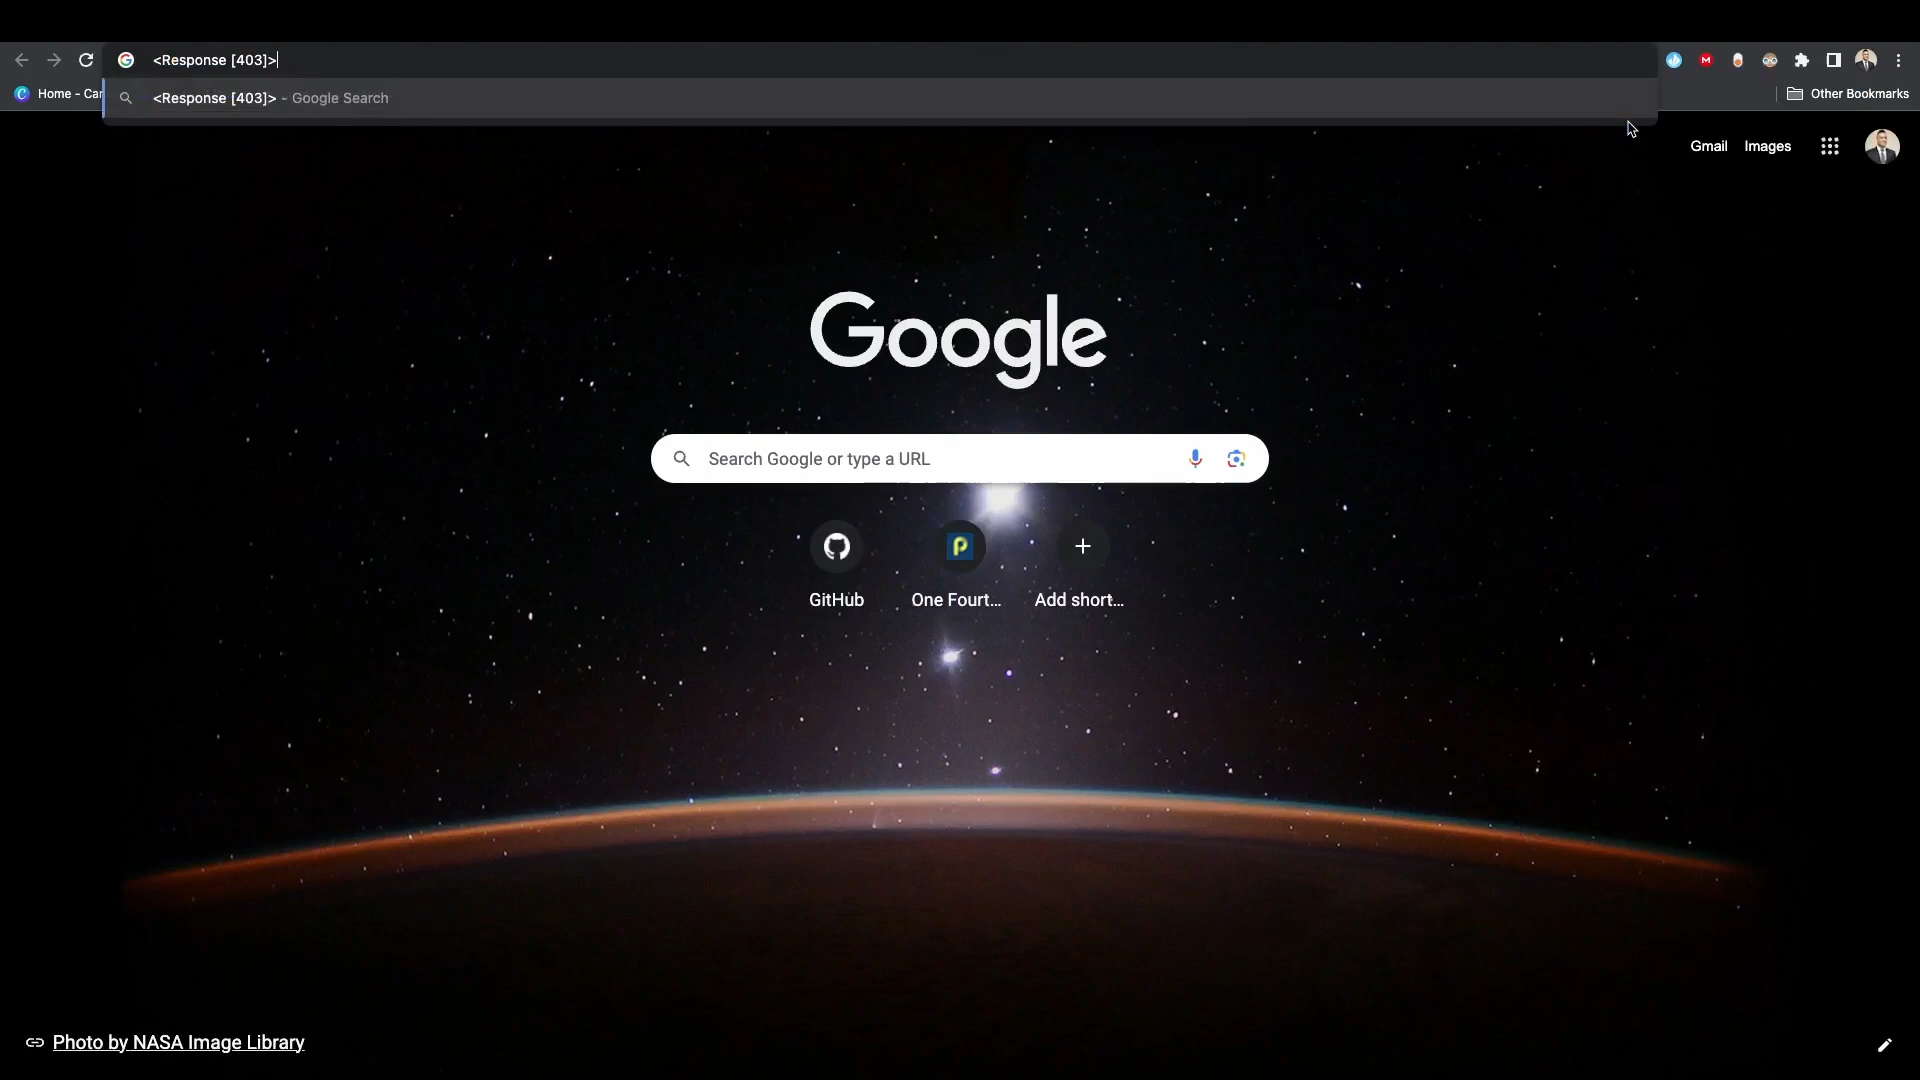 <Response [403]>
Home - Can
<Response [403]> - Google Search
Other Bookmarks
Gmail
Images
Google
Search Google or type a URL
GitHub
One Fourt...
Add short...
Photo by NASA Image Library